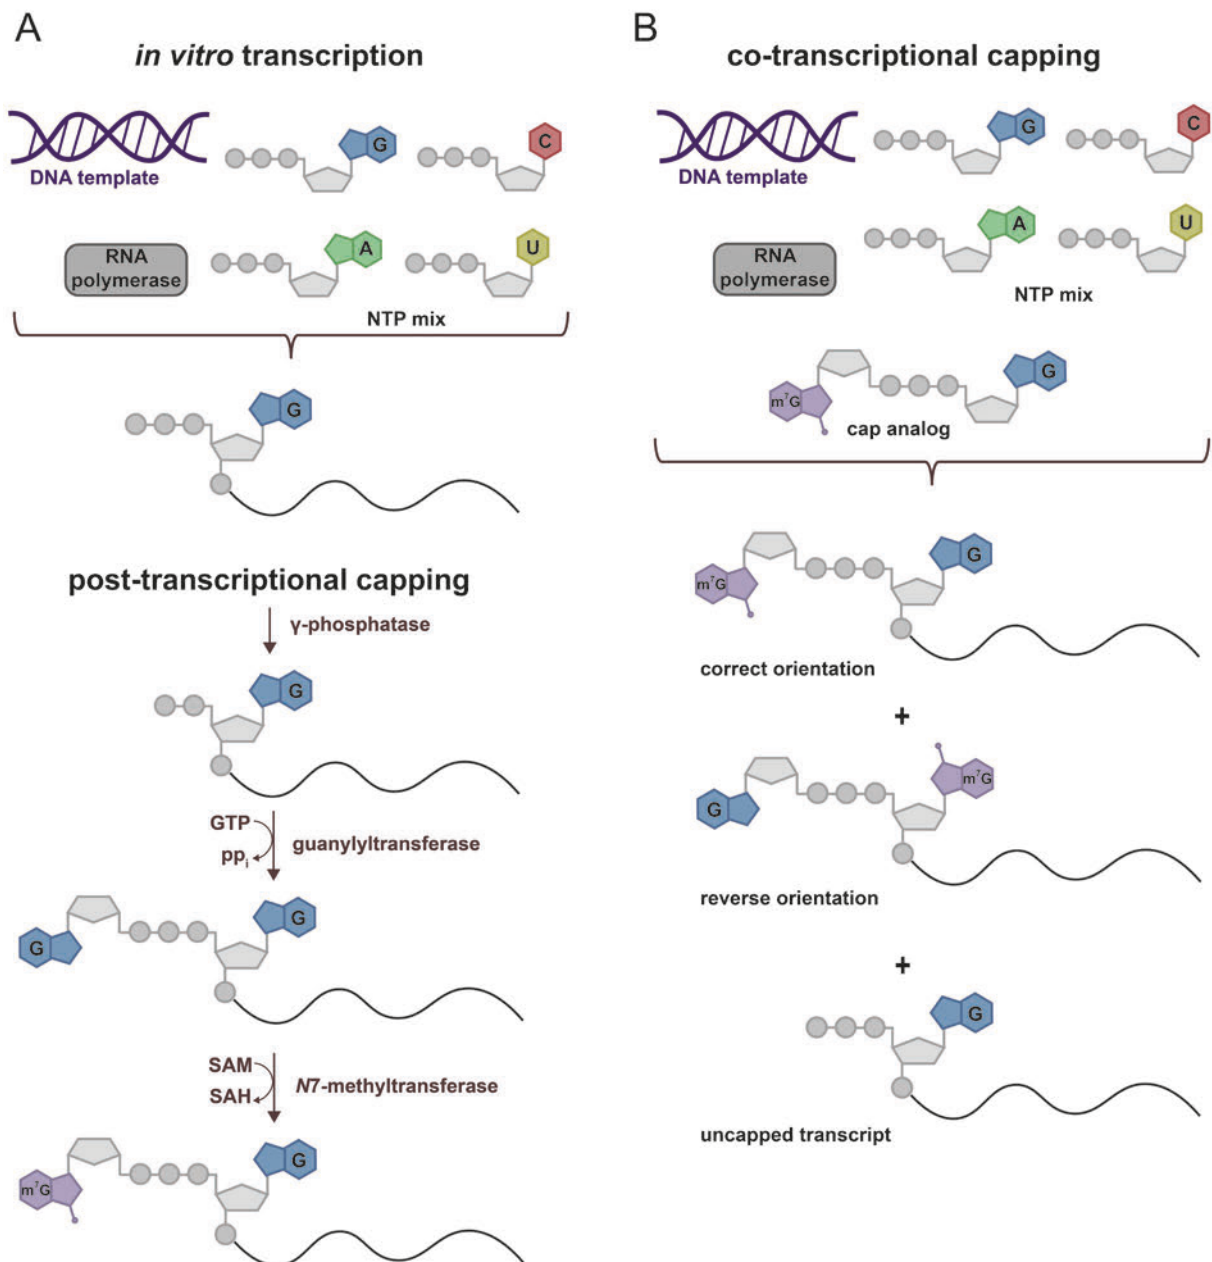 A
in vitro transcription
DNA template
G
C
RNA
polymerase
A
U
NTP mix
G
post-transcriptional capping
γ-phosphatase
G
GTP
ppi
guanylyltransferase
G
G
SAM
SAH
N7-methyltransferase
m⁷G
G
B
co-transcriptional capping
DNA template
G
C
RNA
polymerase
A
U
NTP mix
m⁷G
G
cap analog
m⁷G
G
correct orientation
+
G
m⁷G
reverse orientation
+
G
uncapped transcript